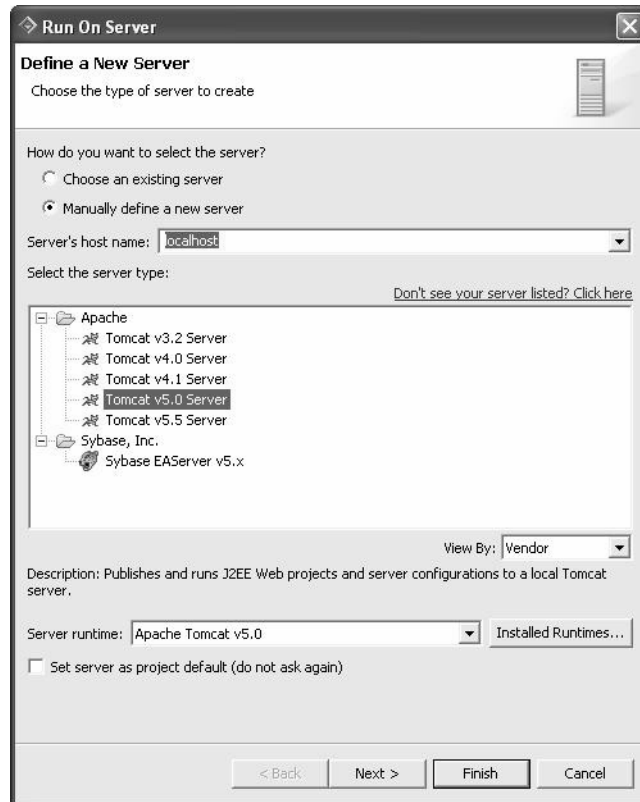 Run On Server
Define a New Server
Choose the type of server to create
How do you want to select the server?
Choose an existing server
Manually define a new server
Server's host name: localhost
Select the server type:
Don't see your server listed? Click here
Apache
Tomcat v3.2 Server
Tomcat v4.0 Server
Tomcat v4.1 Server
Tomcat v5.0 Server
Tomcat v5.5 Server
Sybase, Inc.
Sybase EAServer v5.x
View By: Vendor
Description: Publishes and runs J2EE Web projects and server configurations to a local Tomcat
server.
Server runtime: Apache Tomcat v5.0 Installed Runtimes...
Set server as project default (do not ask again)
< Back Next > Finish Cancel